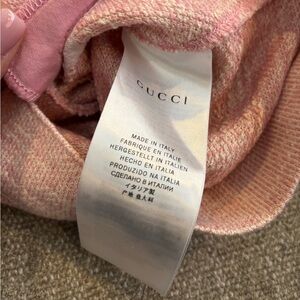 GUCCI
MADE IN ITALY
FABRIQUÉ EN ITALIE
HERGESTELLT IN ITALIEN
HECHO EN ITALIA
PRODUZIDO NA ITALIA
СДЕЛАНО В ИТАЛИИ
イタリア製
产地 意大利